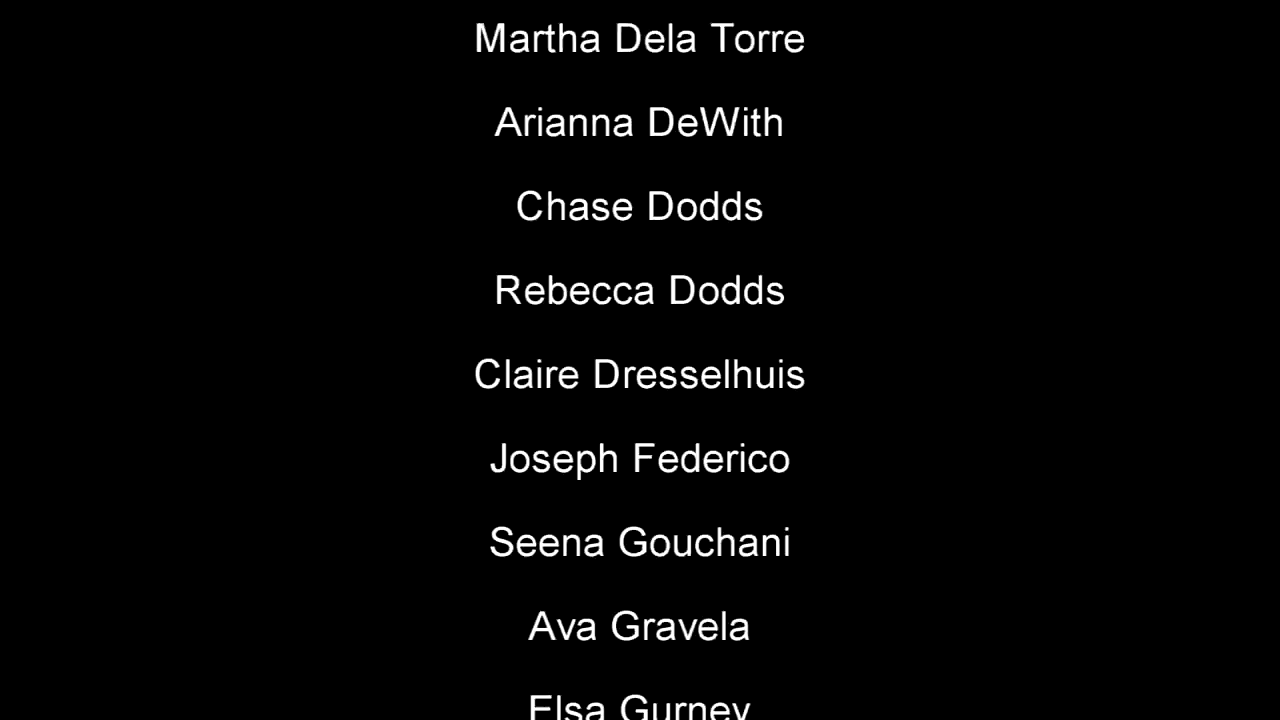 Martha Dela Torre
Arianna DeWith
Chase Dodds
Rebecca Dodds
Claire Dresselhuis
Joseph Federico
Seena Gouchani
Ava Gravela
Elsa Gurney